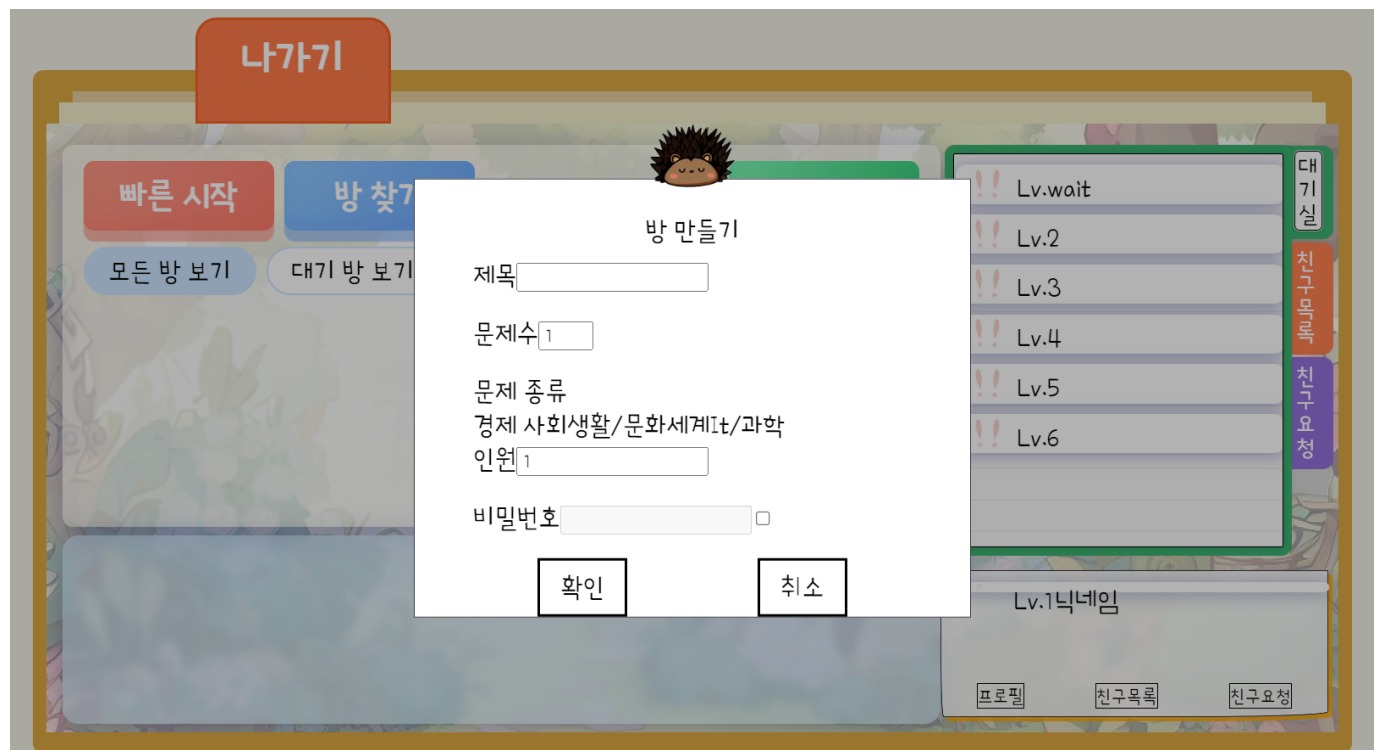 나가기
빠른 시작
방 찾
모든 방 보기
대기 방 보기
방 만들기
제목
문제수 1
문제 종류
경제 사회생활/문화세계It/과학
인원 1
비밀번호
확인
취소
!! Lv.wait
!! Lv.2
!! Lv.3
!! Lv.4
!! Lv.5
!! Lv.6
대기실
친구목록
친구요청
Lv.1닉네임
프로필
친구목록
친구요청